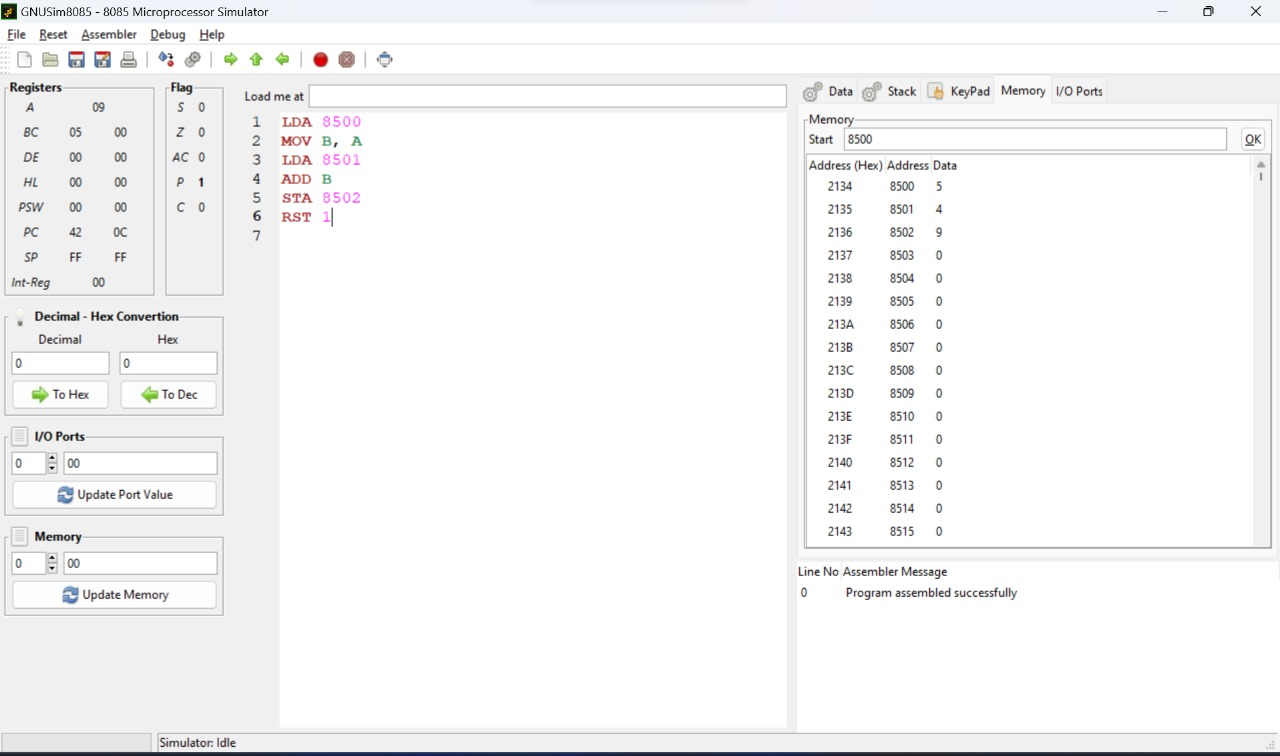 GNUSim8085 - 8085 Microprocessor Simulator
File Reset Assembler Debug Help
Registers
A 09
BC 05 00
DE 00 00
HL 00 00
PSW 00 00
PC 42 0C
SP FF FF
Int-Reg 00
Flag
S 0
Z 0
AC 0
P 1
C 0
Decimal - Hex Convertion
Decimal Hex
0 0
To Hex To Dec
I/O Ports
0 00
Update Port Value
Memory
0 00
Update Memory
Load me at
1 LDA 8500
2 MOV B, A
3 LDA 8501
4 ADD B
5 STA 8502
6 RST 1
7
Data Stack KeyPad Memory I/O Ports
Memory
Start 8500 OK
Address (Hex) Address Data
2134 8500 5
2135 8501 4
2136 8502 9
2137 8503 0
2138 8504 0
2139 8505 0
213A 8506 0
213B 8507 0
213C 8508 0
213D 8509 0
213E 8510 0
213F 8511 0
2140 8512 0
2141 8513 0
2142 8514 0
2143 8515 0
Line No Assembler Message
0 Program assembled successfully
Simulator: Idle